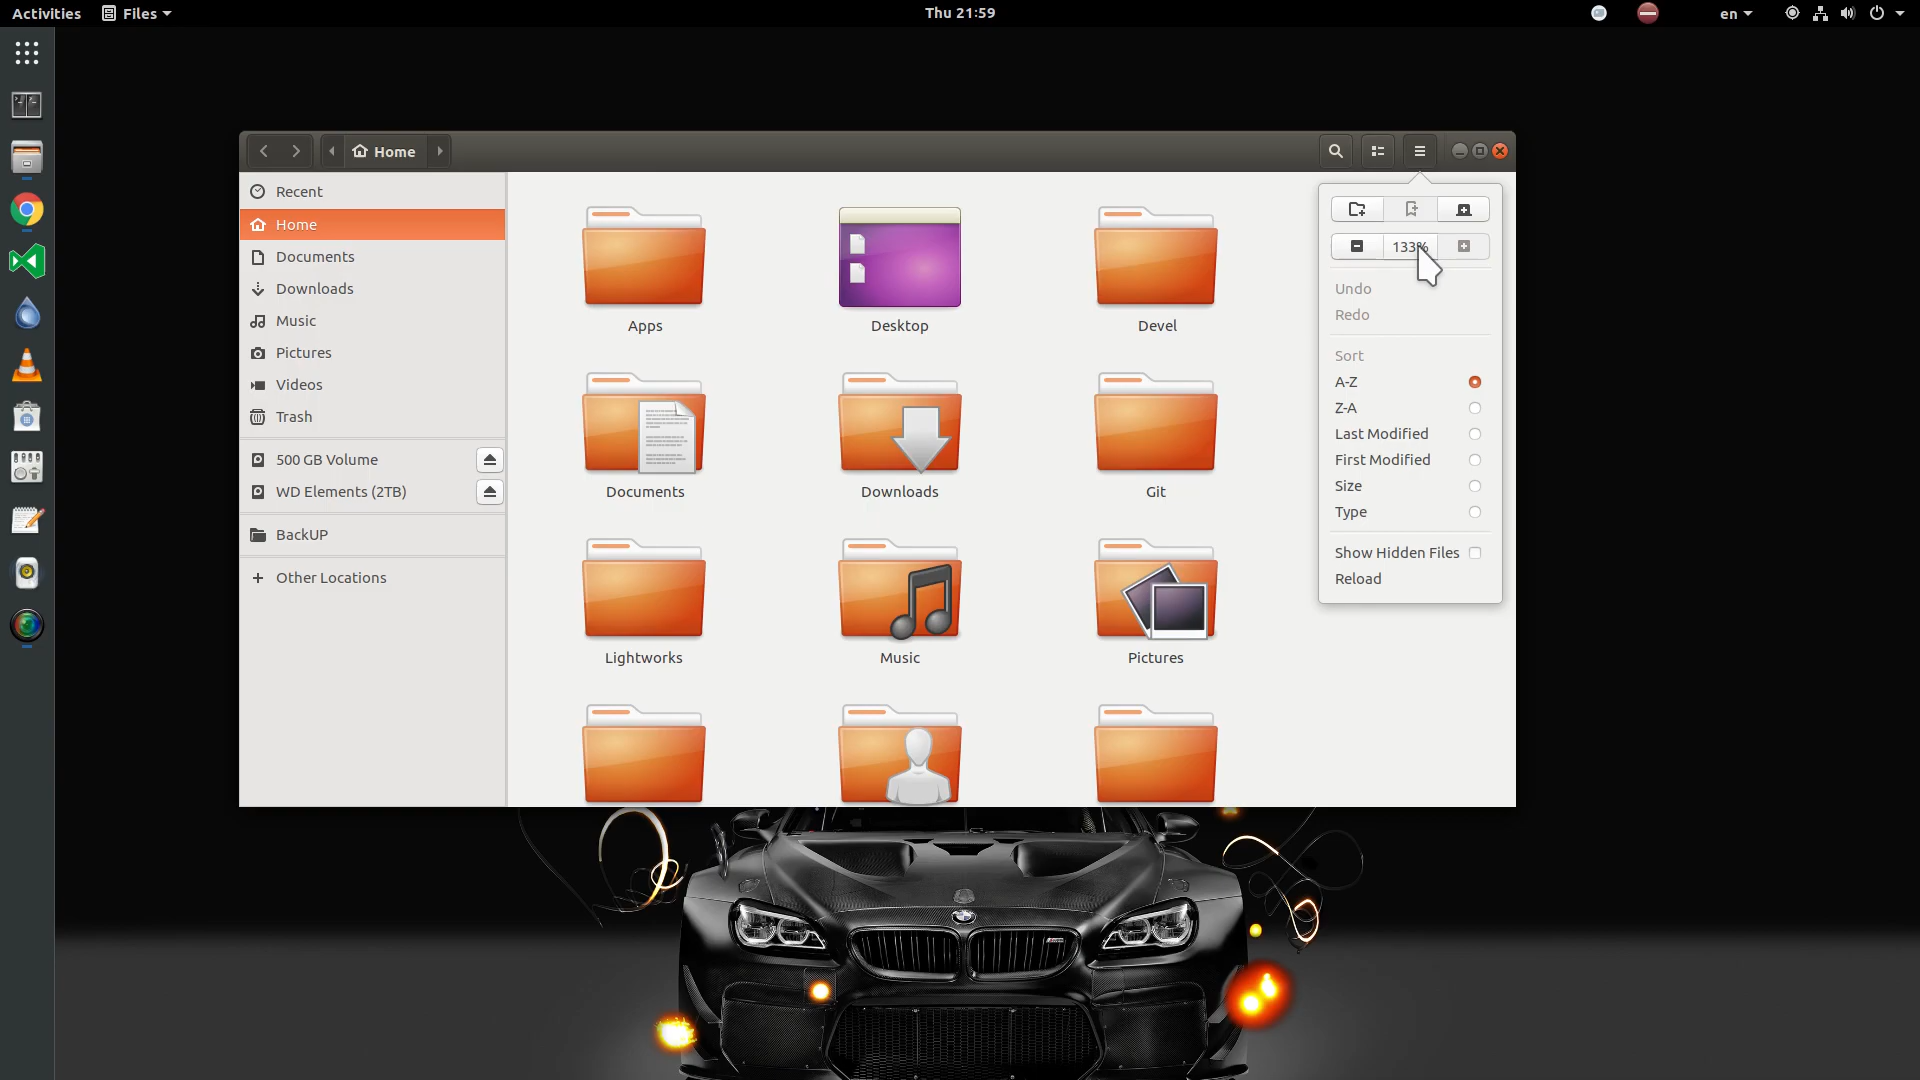 Activities
Files
Thu 21:59
en
Home
Recent
Home
Documents
Downloads
Music
Pictures
Videos
Trash
500 GB Volume
WD Elements (2TB)
BackUP
Other Locations
Apps
Desktop
Devel
Documents
Downloads
Git
Lightworks
Music
Pictures
133%
Undo
Redo
Sort
A-Z
Z-A
Last Modified
First Modified
Size
Type
Show Hidden Files
Reload